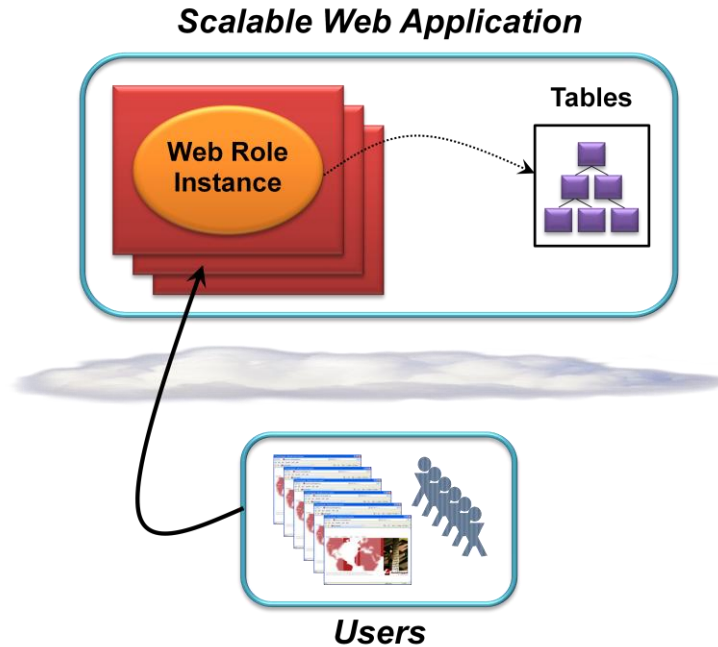 Scalable Web Application
Tables
Web Role
Instance
Users